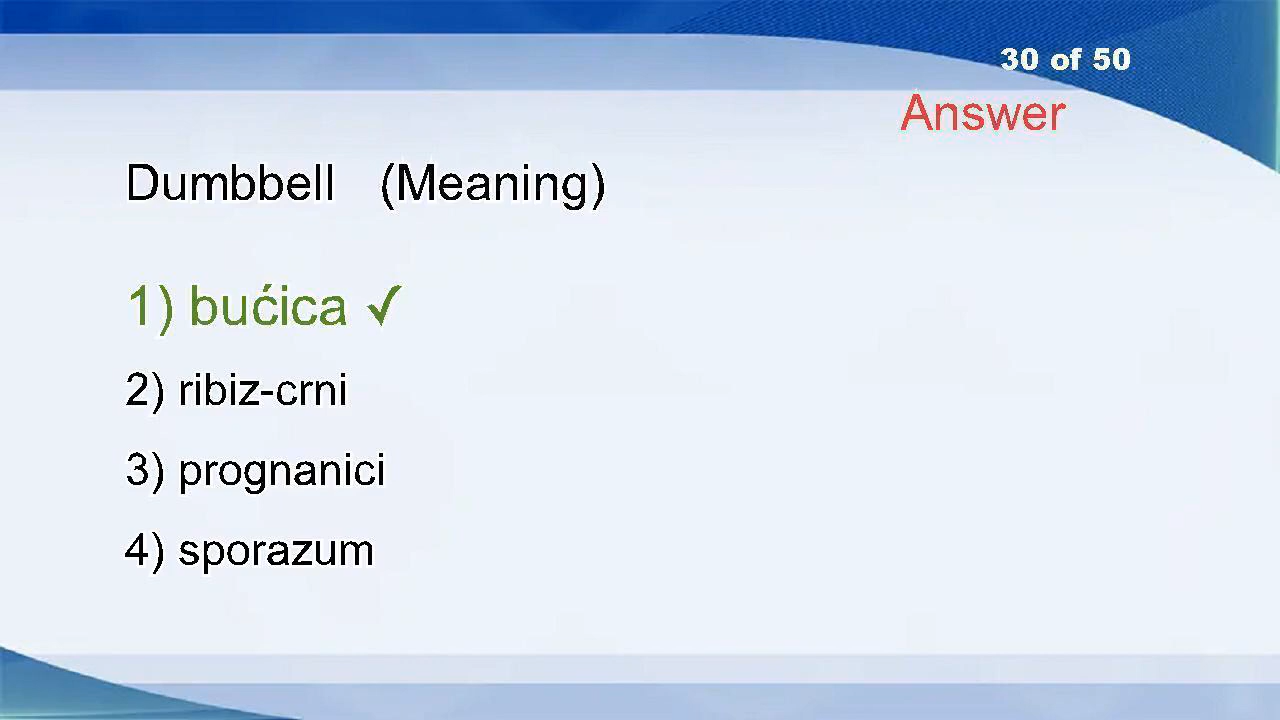 30 of 50
Answer
Dumbbell (Meaning)
1) bućica ✓
2) ribiz-crni
3) prognanici
4) sporazum